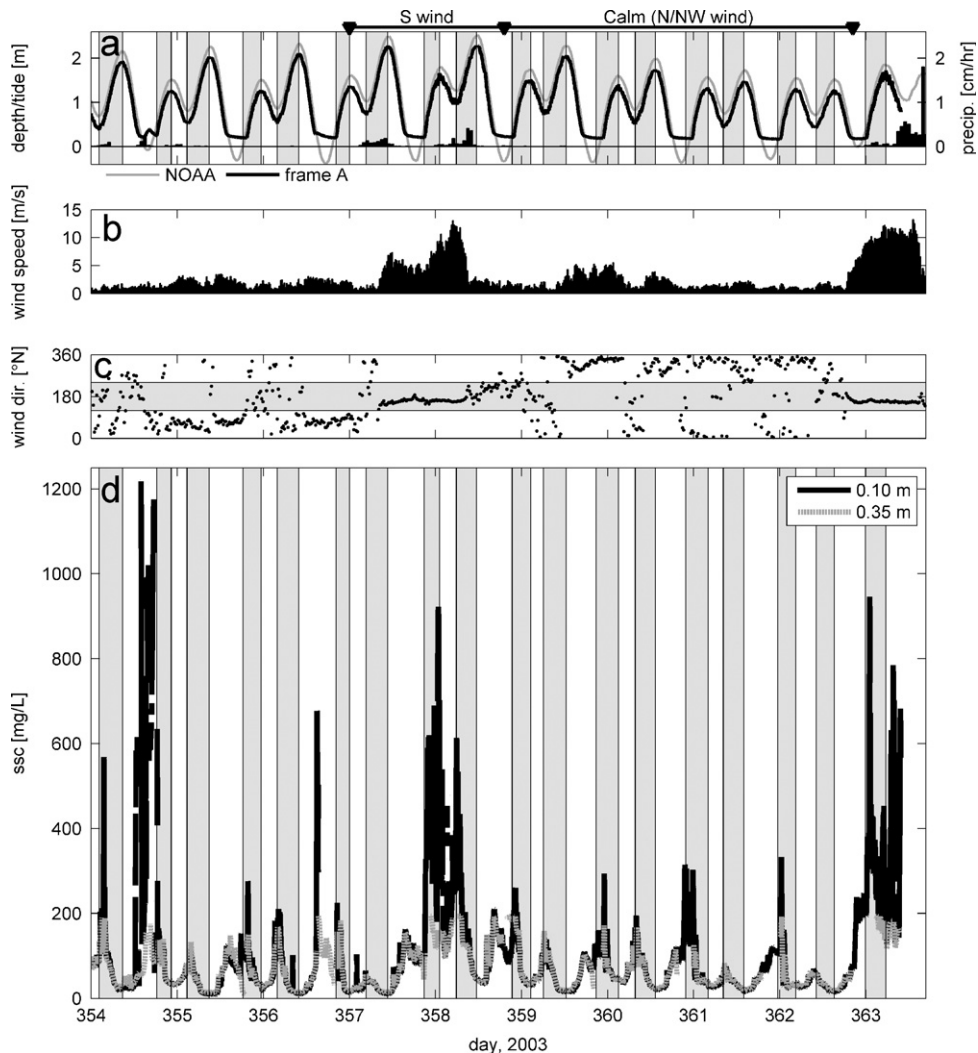 S wind Calm (N/NW wind)
a
depth/tide [m]
2
1
0
2
1
0
precip. [cm/hr]
NOAA frame A
b
wind speed [m/s]
15
10
5
0
c
wind dir. [°N]
360
180
0
d
ssc [mg/L]
1200
1000
800
600
400
200
0
0.10 m
0.35 m
354 355 356 357 358 359 360 361 362 363
day, 2003